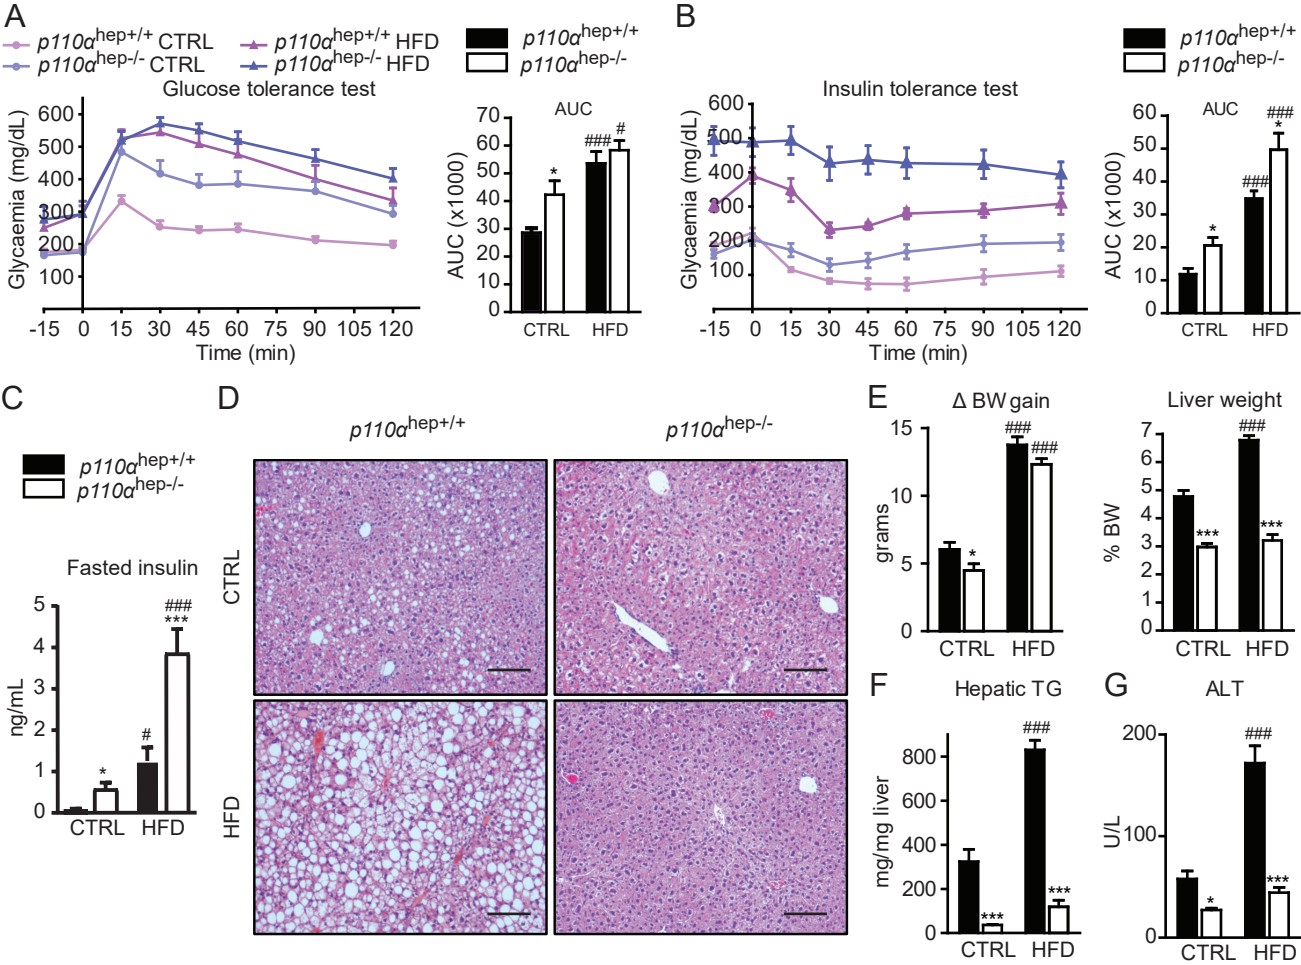 A
p110αhep+/+ CTRL
p110αhep-/- CTRL
p110αhep+/+ HFD
p110αhep-/- HFD
p110αhep+/+
p110αhep-/-
Glucose tolerance test
Glycaemia (mg/dL)
600
500
400
300
200
100
-15 0 15 30 45 60 75 90 105 120
Time (min)
AUC
AUC (x1000)
70
60
50
40
30
20
10
0
*
###
#
CTRL HFD
B
p110αhep+/+
p110αhep-/-
Insulin tolerance test
Glycaemia (mg/dL)
600
500
400
300
200
100
-15 0 15 30 45 60 75 90 105 120
Time (min)
AUC
AUC (x1000)
60
50
40
30
20
10
0
*
###
###
*
CTRL HFD
C
p110αhep+/+
p110αhep-/-
Fasted insulin
ng/mL
5
4
3
2
1
0
*
#
###
***
CTRL HFD
D
p110αhep+/+
p110αhep-/-
CTRL
HFD
E
Δ BW gain
grams
15
10
5
0
*
###
###
CTRL HFD
Liver weight
% BW
7
6
5
4
3
2
1
0
***
###
***
CTRL HFD
F
Hepatic TG
mg/mg liver
800
600
400
200
0
***
###
***
CTRL HFD
G
ALT
U/L
200
100
0
*
###
***
CTRL HFD